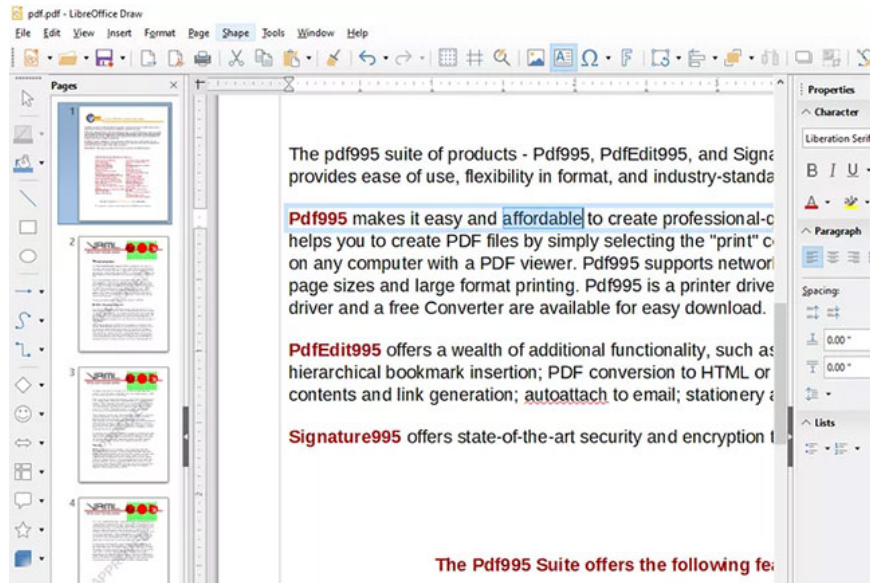 pdf.pdf - LibreOffice Draw
File Edit View Insert Format Page Shape Tools Window Help
Pages
1
2
3
4
The pdf995 suite of products - Pdf995, PdfEdit995, and Signa
provides ease of use, flexibility in format, and industry-standa
Pdf995 makes it easy and affordable to create professional-
helps you to create PDF files by simply selecting the "print" c
on any computer with a PDF viewer. Pdf995 supports networ
page sizes and large format printing. Pdf995 is a printer drive
driver and a free Converter are available for easy download.
PdfEdit995 offers a wealth of additional functionality, such as
hierarchical bookmark insertion; PDF conversion to HTML or
contents and link generation; autoattach to email; stationery a
Signature995 offers state-of-the-art security and encryption t
The Pdf995 Suite offers the following fea
Properties
Character
Liberation Serif
B I U
Paragraph
Spacing:
0.00 "
0.00 "
Lists